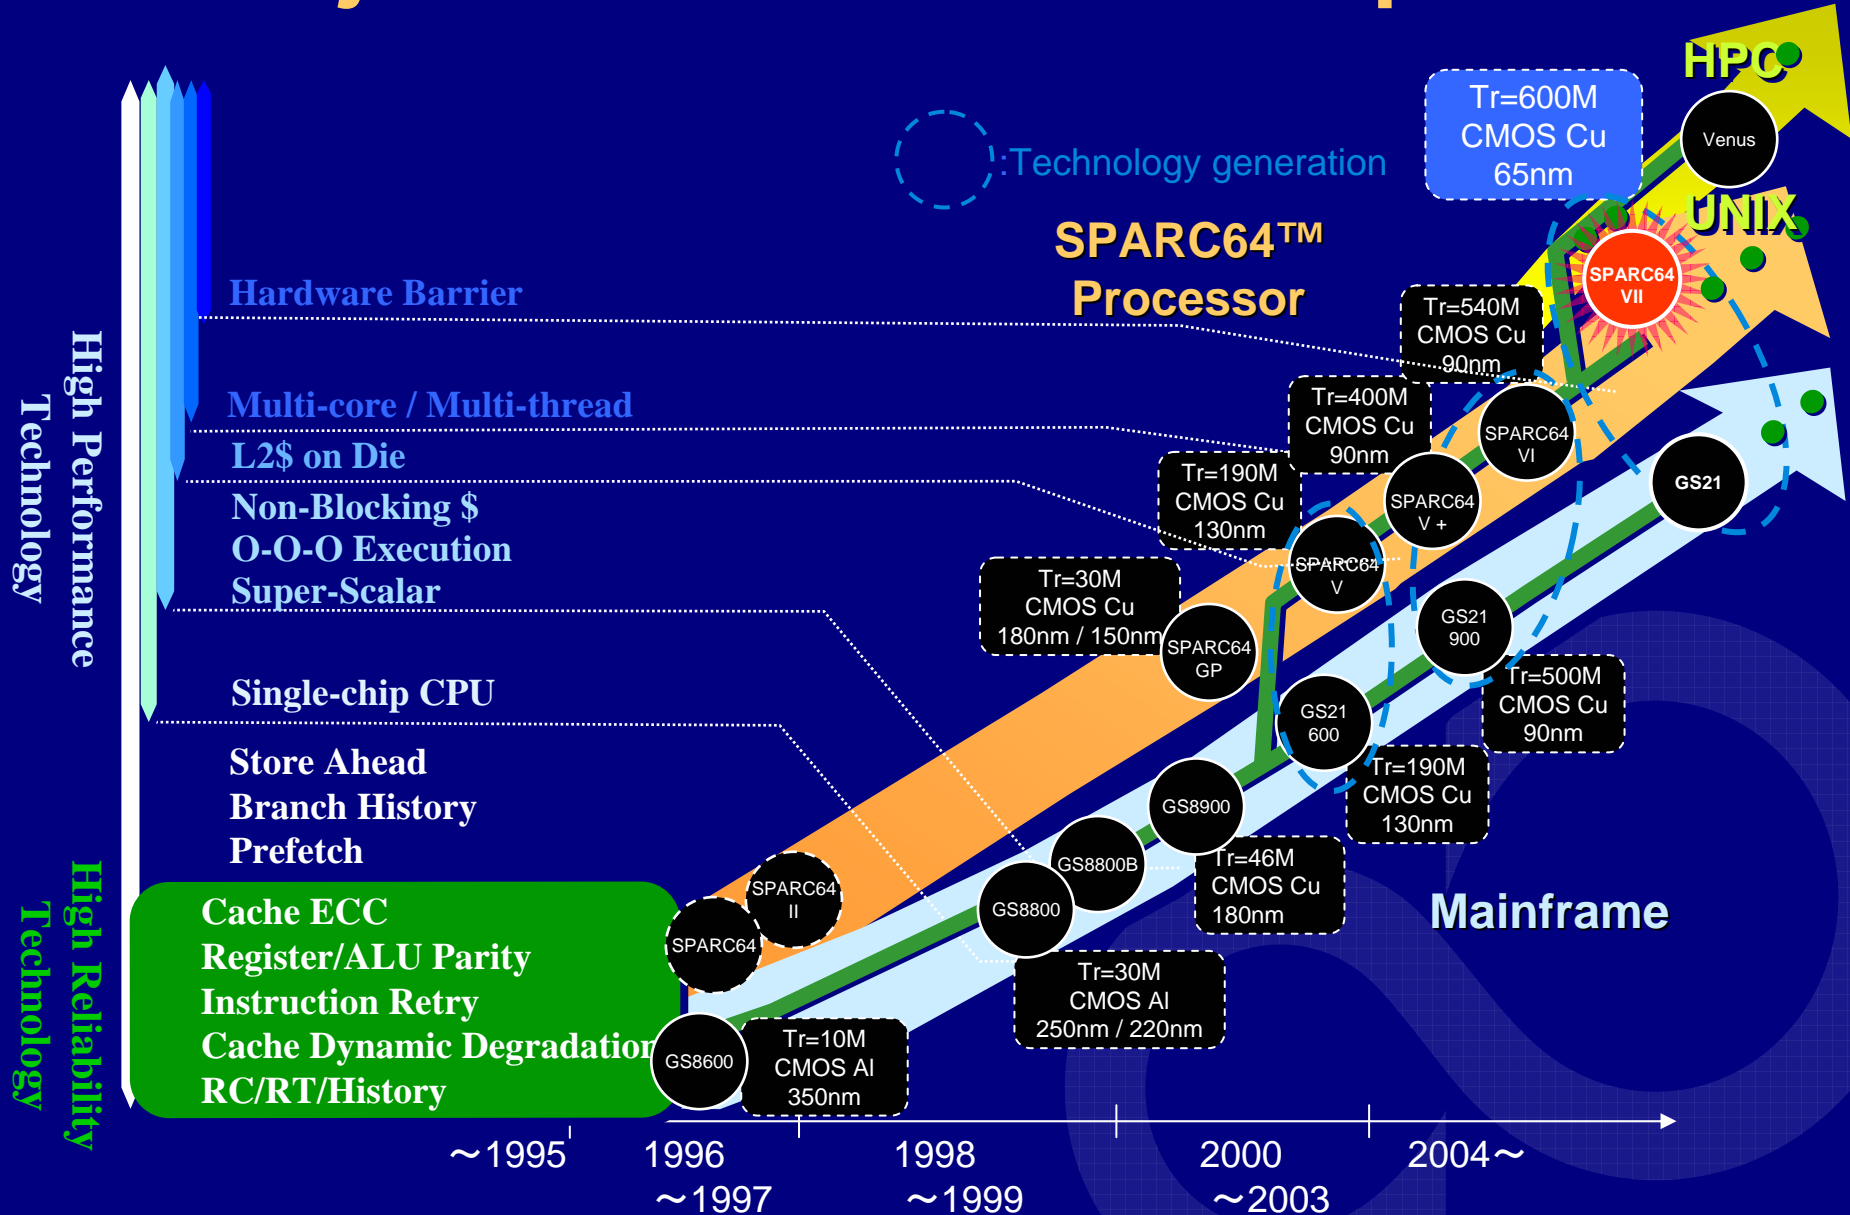 HPC
Tr=600M
CMOS Cu
65nm
Venus
:Technology generation
UNIX
SPARC64™
Processor
SPARC64
VII
Hardware Barrier
Tr=540M
CMOS Cu
90nm
High Performance
Technology
Multi-core / Multi-thread
Tr=400M
CMOS Cu
90nm
SPARC64
VI
L2$ on Die
Tr=190M
CMOS Cu
130nm
SPARC64
V +
GS21
Non-Blocking $
O-O-O Execution
Super-Scalar
Tr=30M
CMOS Cu
180nm / 150nm
SPARC64
V
SPARC64
GP
GS21
900
Tr=500M
CMOS Cu
90nm
Single-chip CPU
GS21
600
Store Ahead
Branch History
Prefetch
Tr=190M
CMOS Cu
130nm
GS8900
GS8800B
Tr=46M
CMOS Cu
180nm
High Reliability
Technology
Cache ECC
Register/ALU Parity
Instruction Retry
Cache Dynamic Degradation
RC/RT/History
SPARC64
II
SPARC64
GS8800
Mainframe
Tr=30M
CMOS Al
250nm / 220nm
GS8600
Tr=10M
CMOS Al
350nm
～1995
1996
～1997
1998
～1999
2000
～2003
2004～